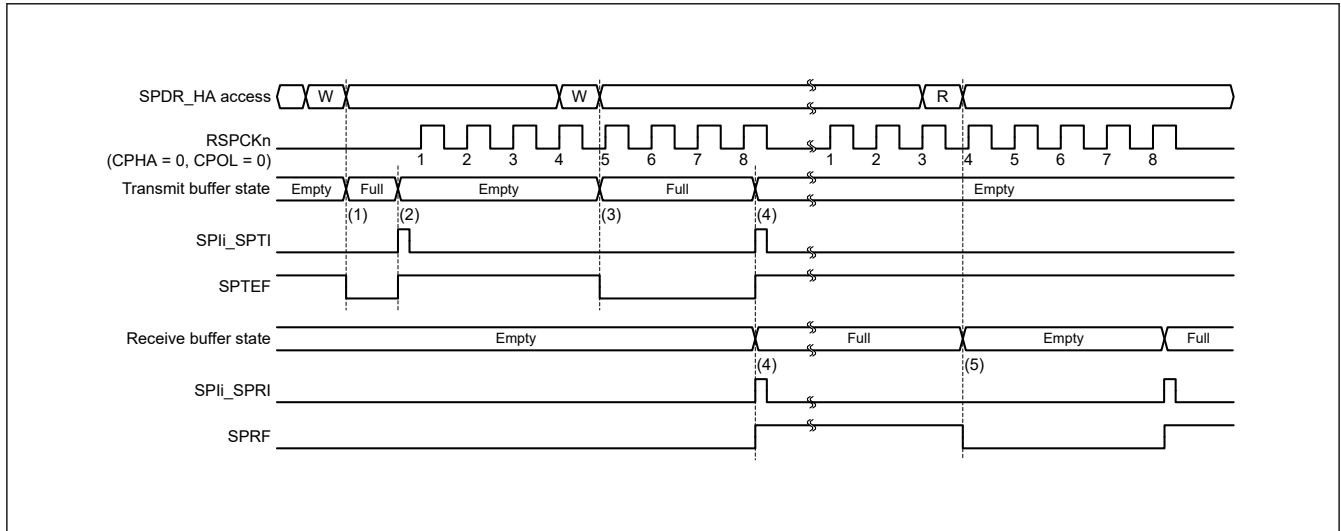 SPDR_HA access W W R
RSPCKn
(CPHA = 0, CPOL = 0)
1 2 3 4 5 6 7 8 1 2 3 4 5 6 7 8
Transmit buffer state Empty Full Empty Full Empty
(1) (2) (3) (4)
SPIi_SPTI
SPTEF
Receive buffer state Empty Full Empty Full
(4) (5)
SPIi_SPRI
SPRF